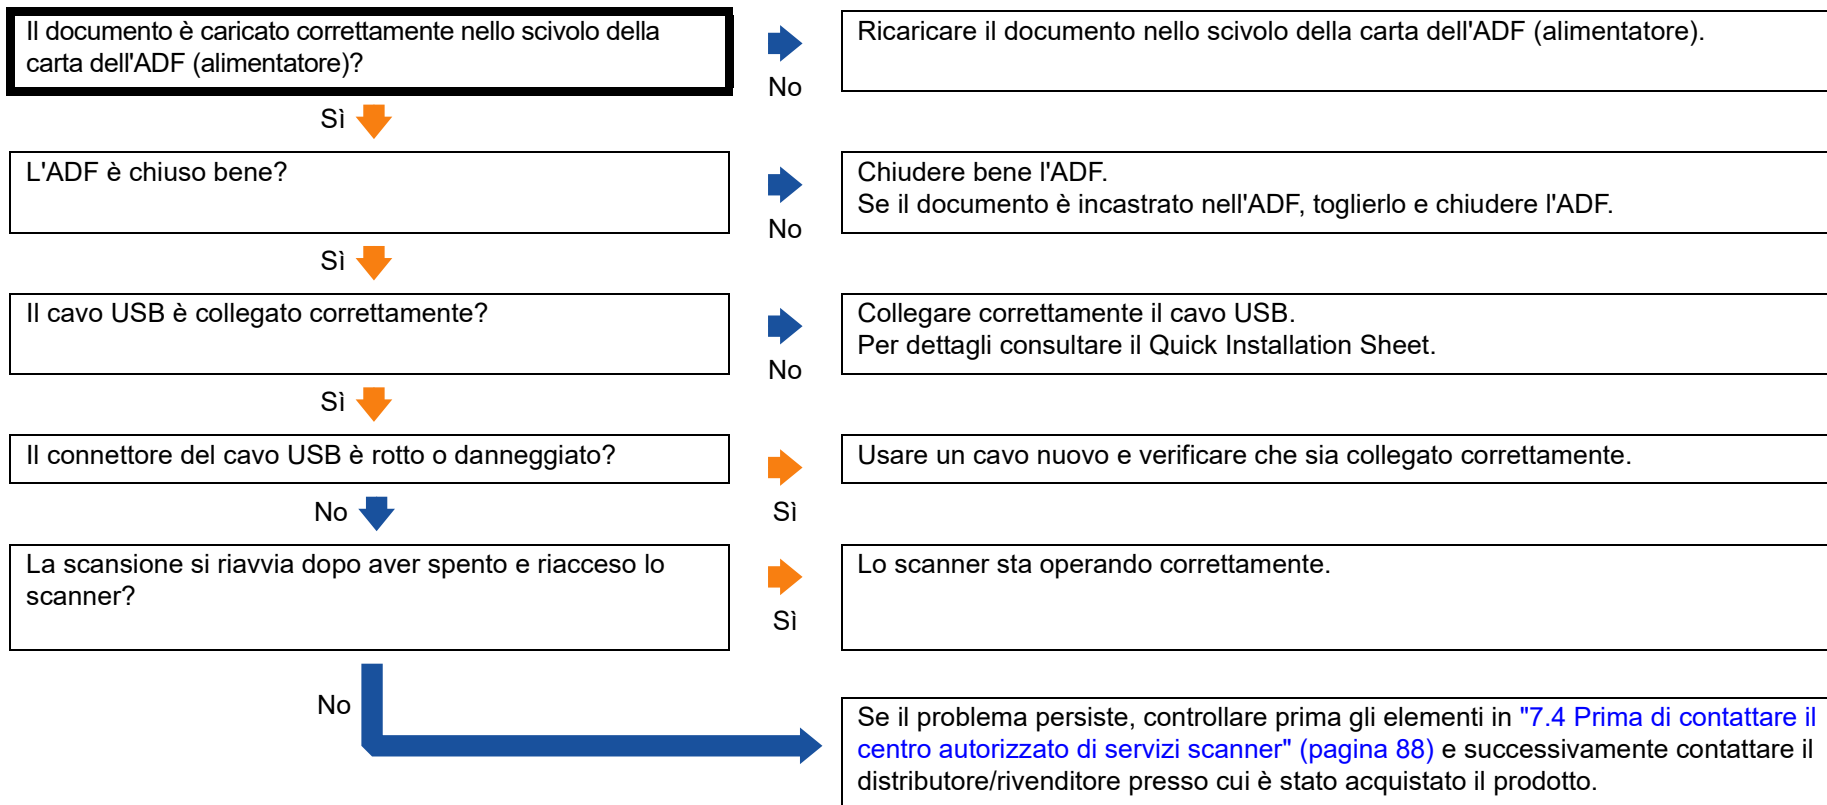 Il documento è caricato correttamente nello scivolo della
carta dell'ADF (alimentatore)?
No
Ricaricare il documento nello scivolo della carta dell'ADF (alimentatore).
Sì
L'ADF è chiuso bene?
No
Chiudere bene l'ADF.
Se il documento è incastrato nell'ADF, toglierlo e chiudere l'ADF.
Sì
Il cavo USB è collegato correttamente?
No
Collegare correttamente il cavo USB.
Per dettagli consultare il Quick Installation Sheet.
Sì
Il connettore del cavo USB è rotto o danneggiato?
Sì
Usare un cavo nuovo e verificare che sia collegato correttamente.
No
La scansione si riavvia dopo aver spento e riacceso lo
scanner?
Sì
Lo scanner sta operando correttamente.
No
Se il problema persiste, controllare prima gli elementi in "7.4 Prima di contattare il
centro autorizzato di servizi scanner" (pagina 88) e successivamente contattare il
distributore/rivenditore presso cui è stato acquistato il prodotto.